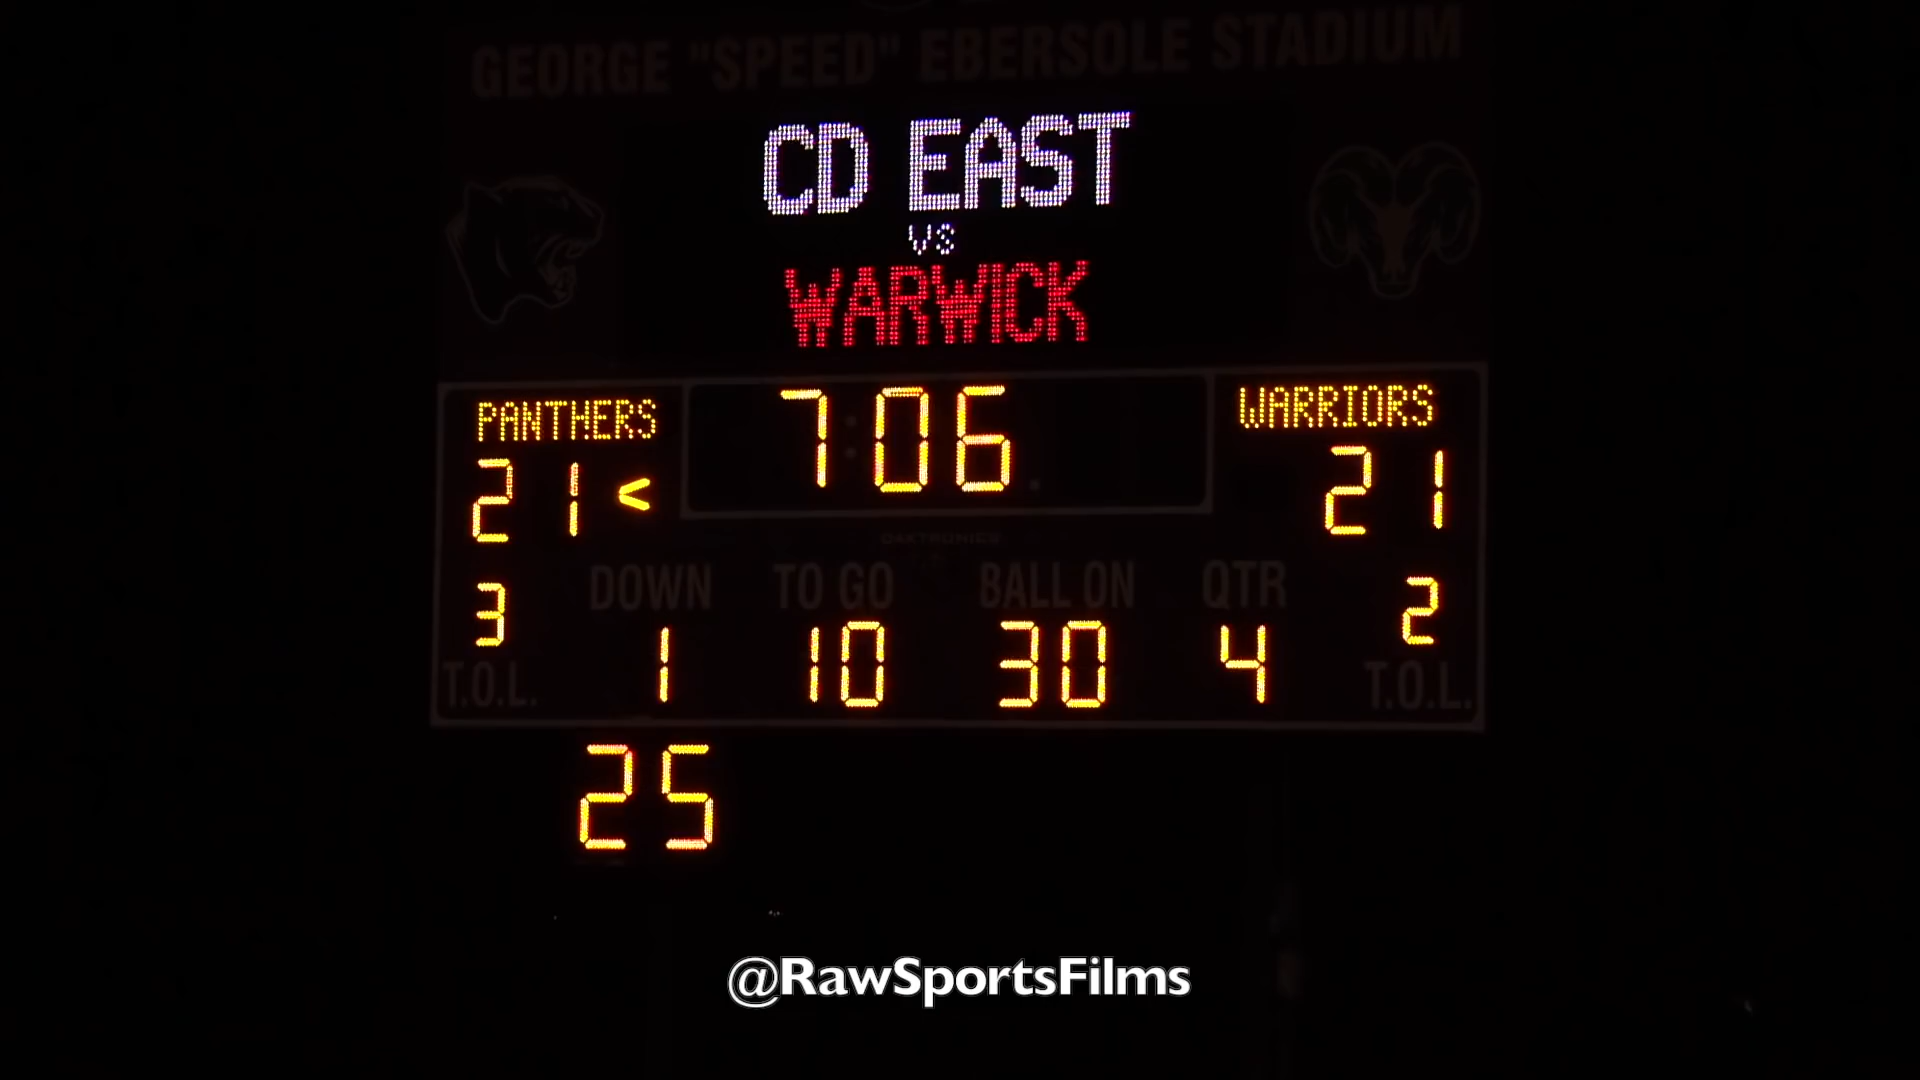 GEORGE "SPEED" EBERSOLE STADIUM
CD EAST
VS
WARWICK
PANTHERS 7:06 WARRIORS
21 < 21
DAKTRONICS
DOWN TO GO BALL ON QTR
3 1 10 30 4 2
T.O.L. T.O.L.
25
@RawSportsFilms